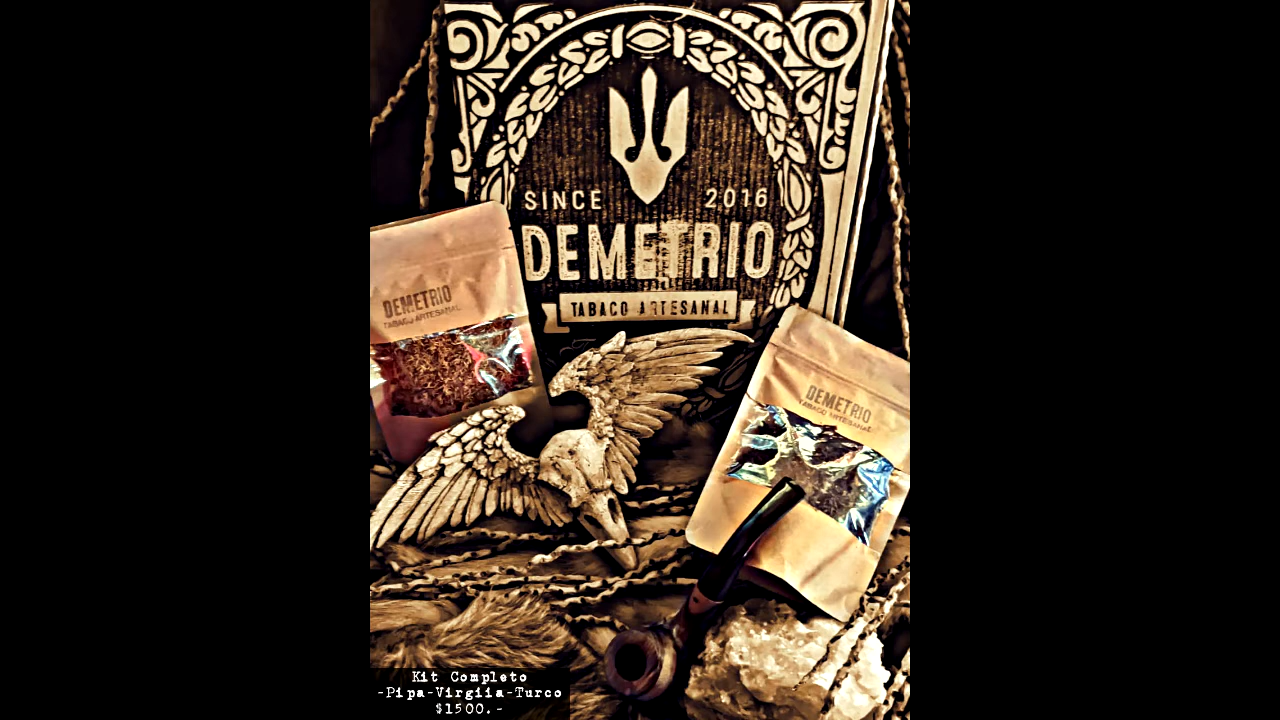 SINCE 2016
DEMETRIO
TABACO ARTESANAL
DEMETRIO
TABACO ARTESANAL
DEMETRIO
TABACO ARTESANAL
Kit Completo
-Pipa-Virgiia-Turco
$1500.-